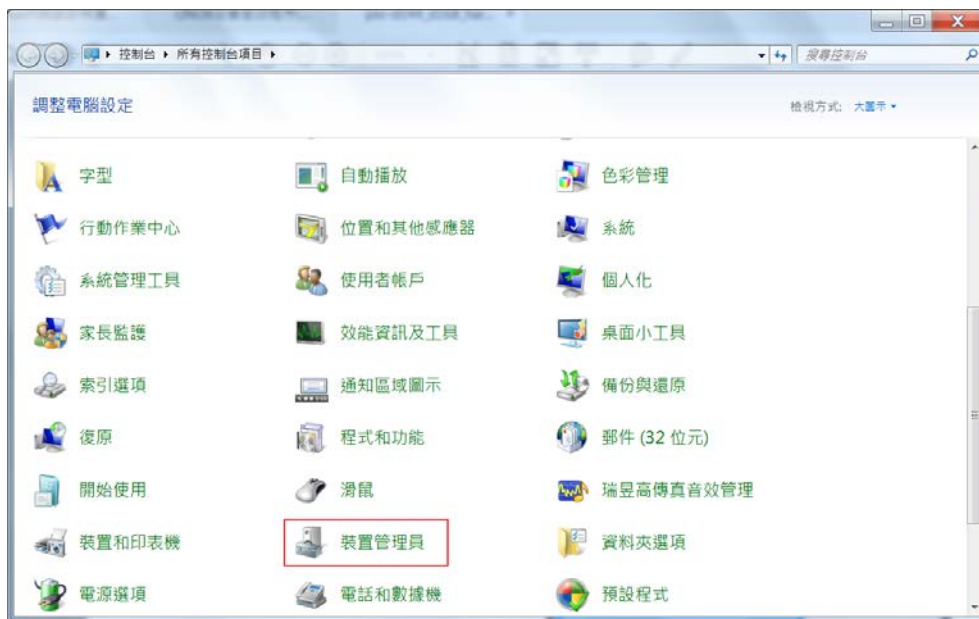 控制台 ▸ 所有控制台項目 ▸
搜尋控制台
調整電腦設定
檢視方式: 大圖示
字型
自動播放
色彩管理
行動作業中心
位置和其他感應器
系統
系統管理工具
使用者帳戶
個人化
家長監護
效能資訊及工具
桌面小工具
索引選項
通知區域圖示
備份與還原
復原
程式和功能
郵件 (32 位元)
開始使用
滑鼠
瑞昱高傳真音效管理
裝置和印表機
裝置管理員
資料夾選項
電源選項
電話和數據機
預設程式